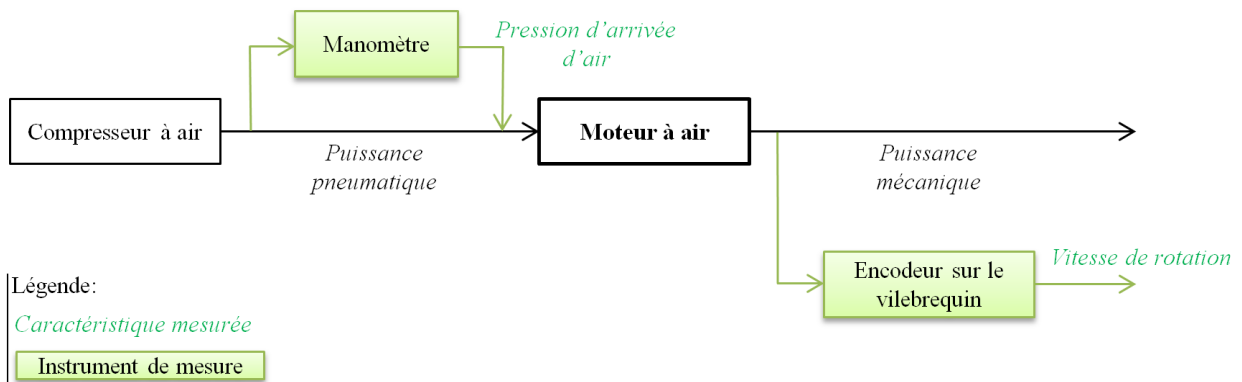 Manomètre
Pression d’arrivée
d’air
Compresseur à air
Moteur à air
Puissance
pneumatique
Puissance
mécanique
Encodeur sur le
vilebrequin
Vitesse de rotation
Légende:
Caractéristique mesurée
Instrument de mesure